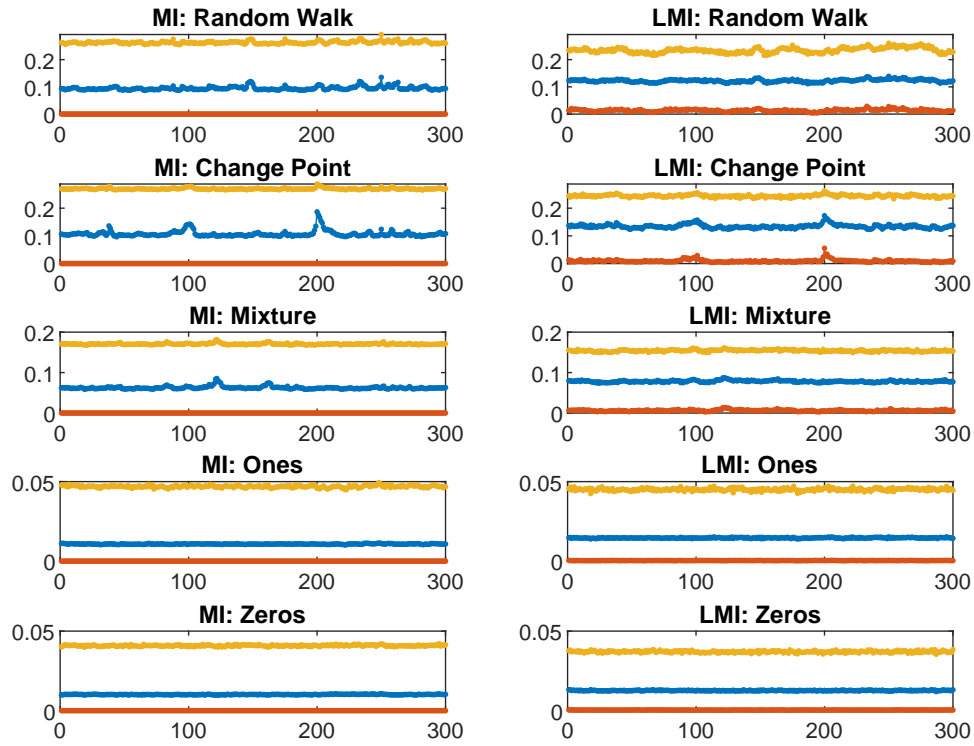 MI: Random Walk
0.2
0.1
0
0 100 200 300
LMI: Random Walk
0.2
0.1
0
0 100 200 300
MI: Change Point
0.2
0.1
0
0 100 200 300
LMI: Change Point
0.2
0.1
0
0 100 200 300
MI: Mixture
0.2
0.1
0
0 100 200 300
LMI: Mixture
0.2
0.1
0
0 100 200 300
MI: Ones
0.05
0
0 100 200 300
LMI: Ones
0.05
0
0 100 200 300
MI: Zeros
0.05
0
0 100 200 300
LMI: Zeros
0.05
0
0 100 200 300